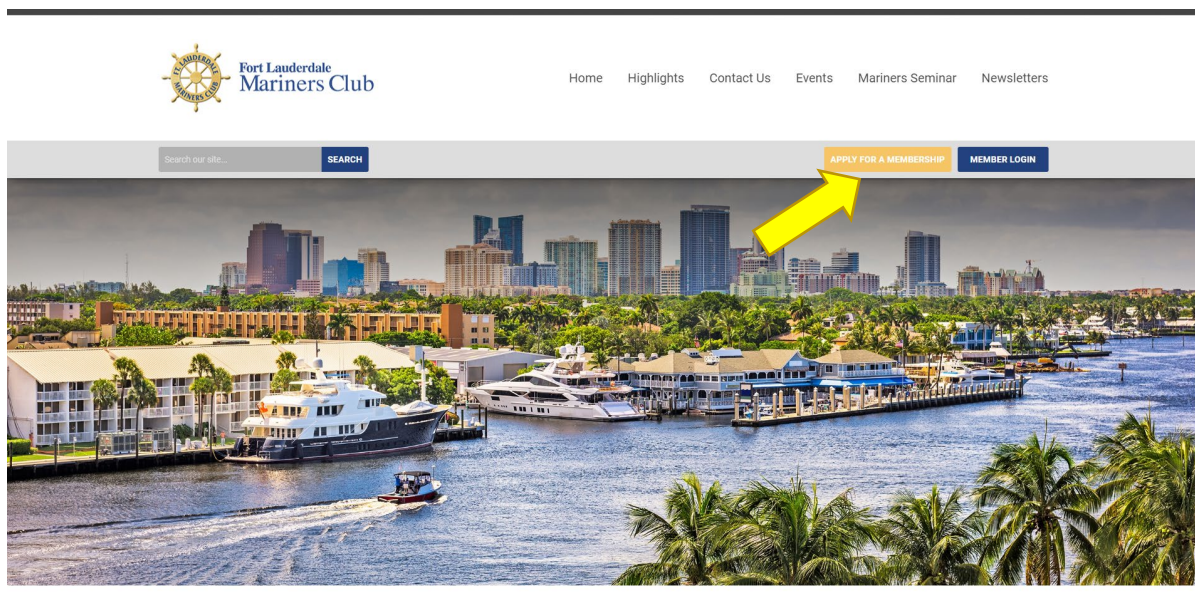 FT. LAUDERDALE
MARINERS CLUB
Fort Lauderdale
Mariners Club
Home Highlights Contact Us Events Mariners Seminar Newsletters
Search our site...
SEARCH
APPLY FOR A MEMBERSHIP
MEMBER LOGIN